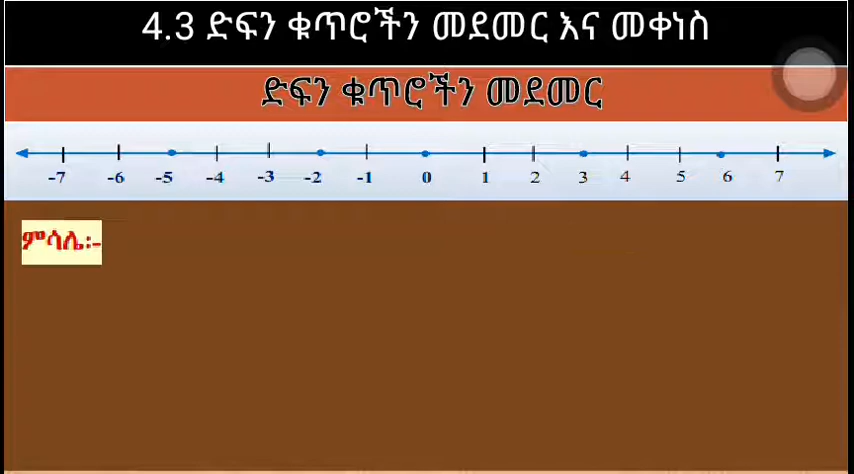 4.3 ድፍን ቁጥሮችን መደመር እና መቀነስ
ድፍን ቁጥሮችን መደመር
-7 -6 -5 -4 -3 -2 -1 0 1 2 3 4 5 6 7
ምሳሌ፡-